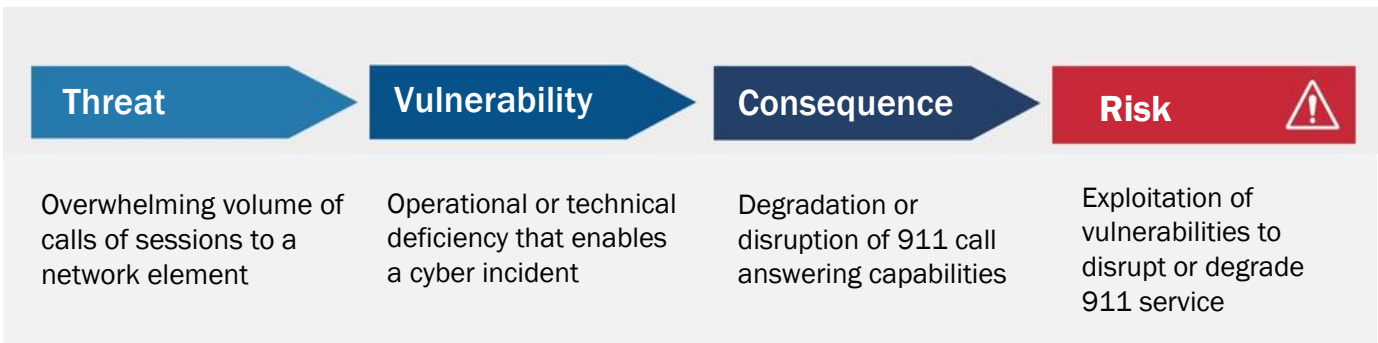 Threat
Vulnerability
Consequence
Risk
Overwhelming volume of
calls of sessions to a
network element
Operational or technical
deficiency that enables
a cyber incident
Degradation or
disruption of 911 call
answering capabilities
Exploitation of
vulnerabilities to
disrupt or degrade
911 service